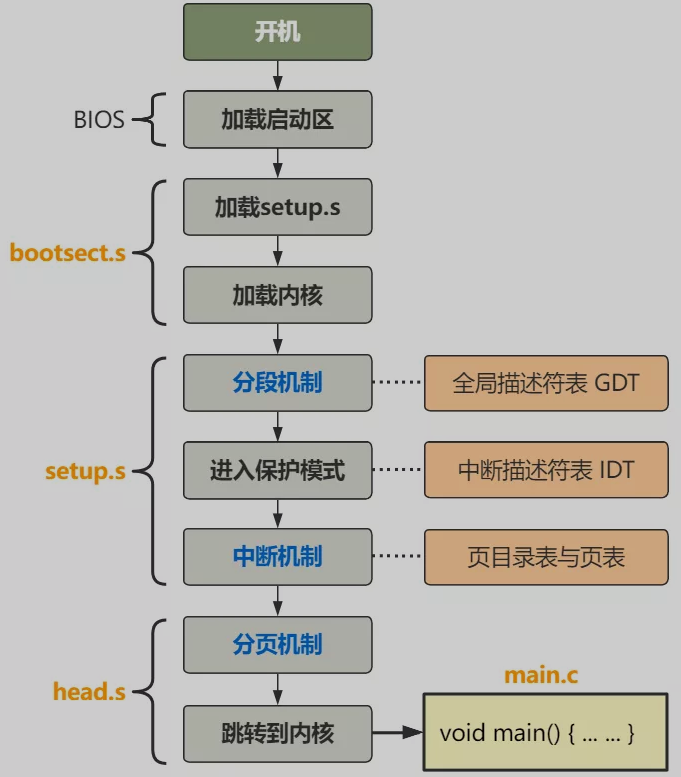 开机
BIOS
加载启动区
加载setup.s
bootsect.s
加载内核
分段机制
全局描述符表 GDT
setup.s
进入保护模式
中断描述符表 IDT
中断机制
页目录表与页表
分页机制
head.s
main.c
跳转到内核
void main() { ... ... }